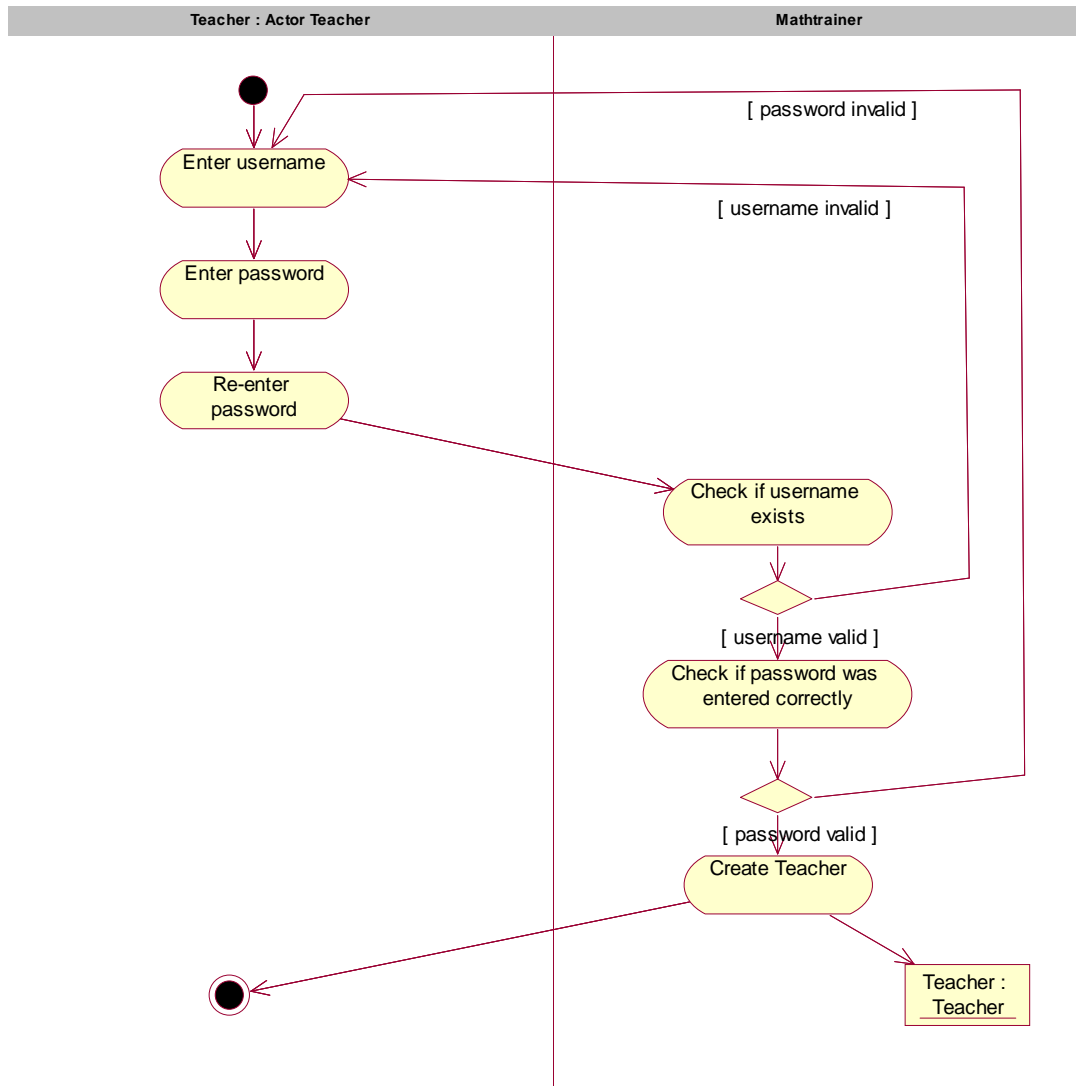 Teacher : Actor Teacher
Mathtrainer
[ password invalid ]
Enter username
[ username invalid ]
Enter password
Re-enter
password
Check if username
exists
[ username valid ]
Check if password was
entered correctly
[ password valid ]
Create Teacher
Teacher :
Teacher